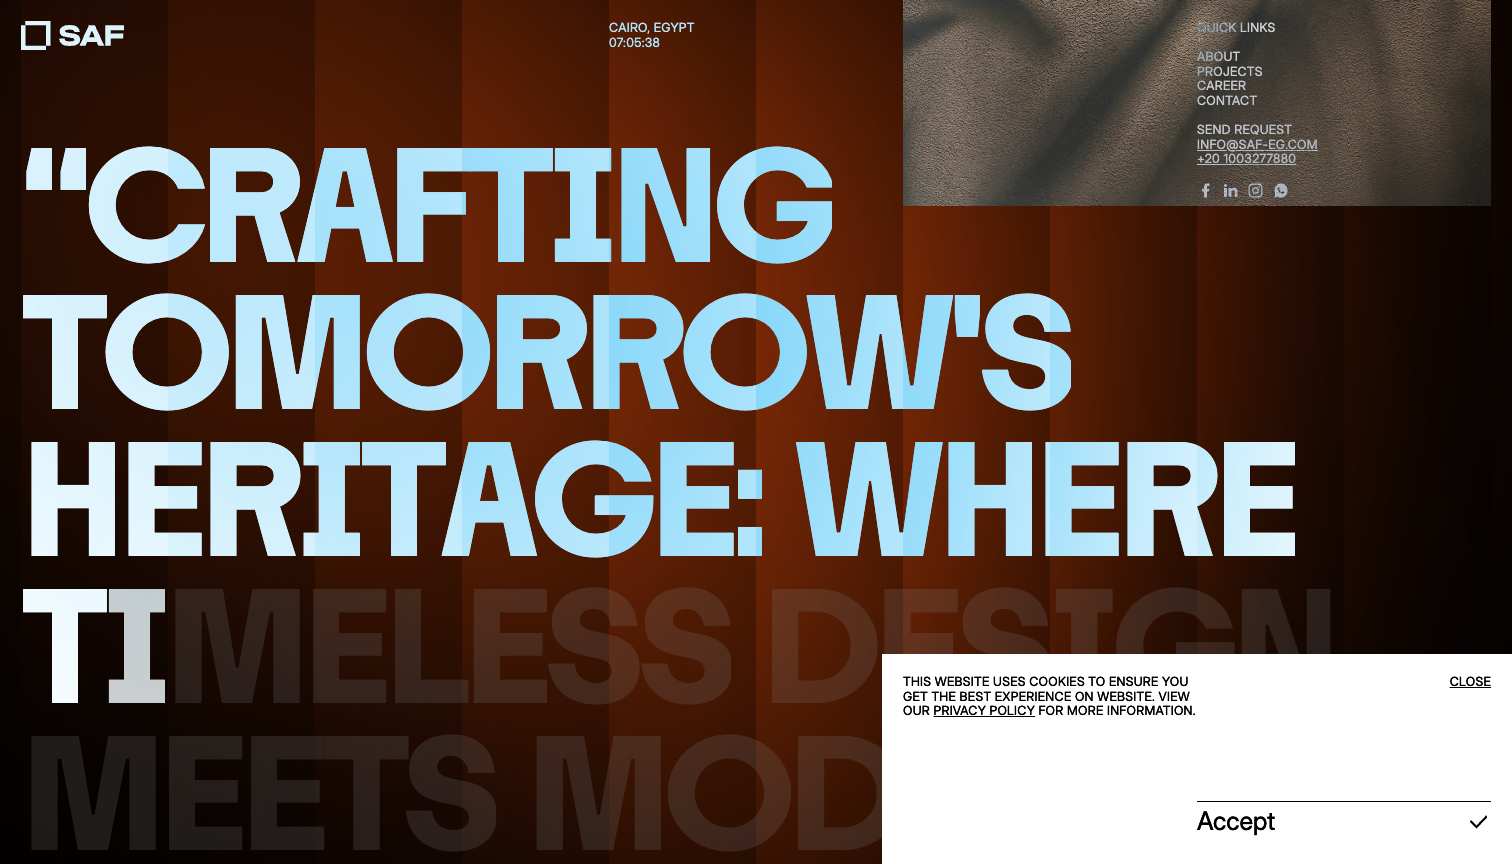 SAF
CAIRO, EGYPT
07:05:38
QUICK LINKS
ABOUT
PROJECTS
CAREER
CONTACT
SEND REQUEST
INFO@SAF-EG.COM
+20 1003277880
“CRAFTING
TOMORROW'S
HERITAGE: WHERE
TIMELESS DESIGN
MEETS MOD
THIS WEBSITE USES COOKIES TO ENSURE YOU
GET THE BEST EXPERIENCE ON WEBSITE. VIEW
OUR PRIVACY POLICY FOR MORE INFORMATION.
CLOSE
Accept